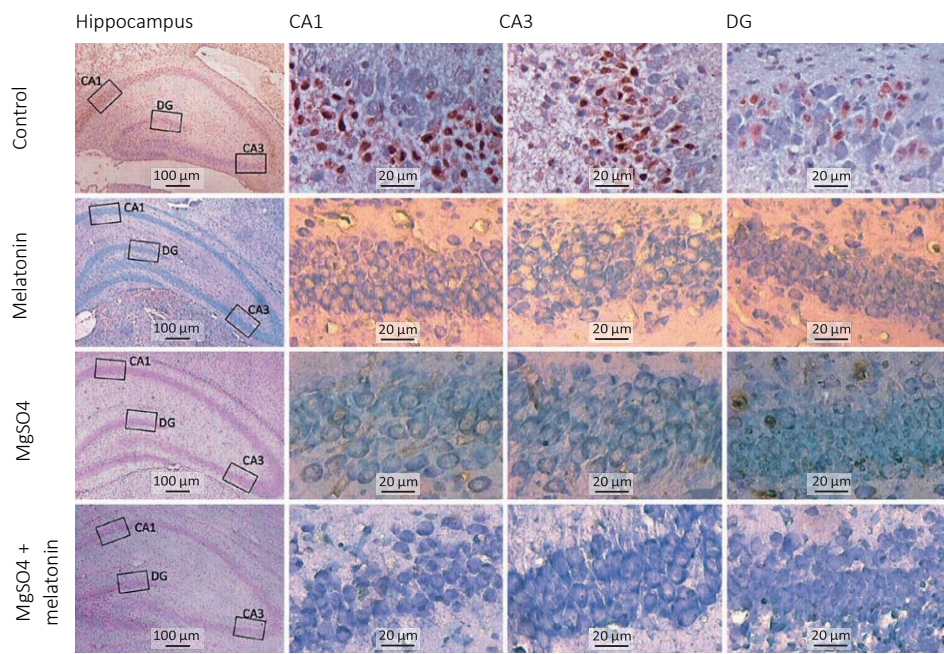 Hippocampus CA1 CA3 DG
Control
CA1
DG
CA3
100 µm
20 µm
20 µm
20 µm
Melatonin
CA1
DG
CA3
100 µm
20 µm
20 µm
20 µm
MgSO4
CA1
DG
CA3
100 µm
20 µm
20 µm
20 µm
MgSO4 +
melatonin
CA1
DG
CA3
100 µm
20 µm
20 µm
20 µm